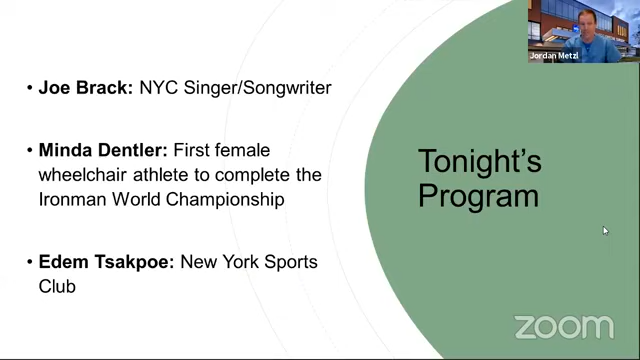 Jordan Metzl
• Joe Brack: NYC Singer/Songwriter
• Minda Dentler: First female
wheelchair athlete to complete the
Ironman World Championship
• Edem Tsakpoe: New York Sports
Club
Tonight's
Program
zoom